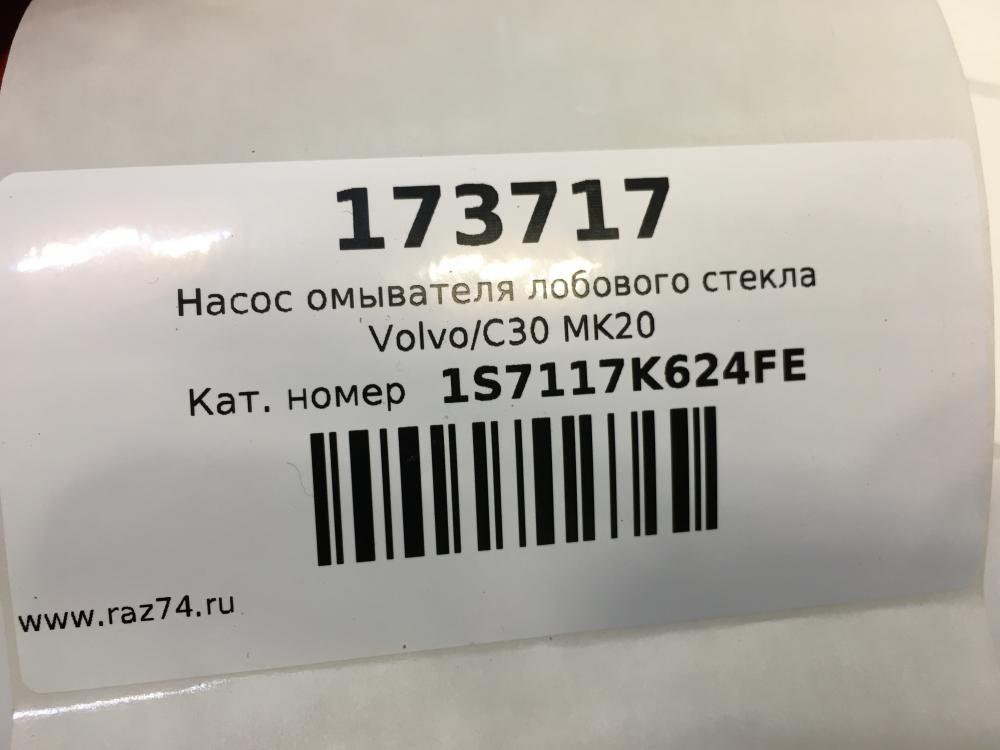 173717
Насос омывателя лобового стекла
Volvo/C30 MK20
Кат. номер 1S7117K624FE
www.raz74.ru